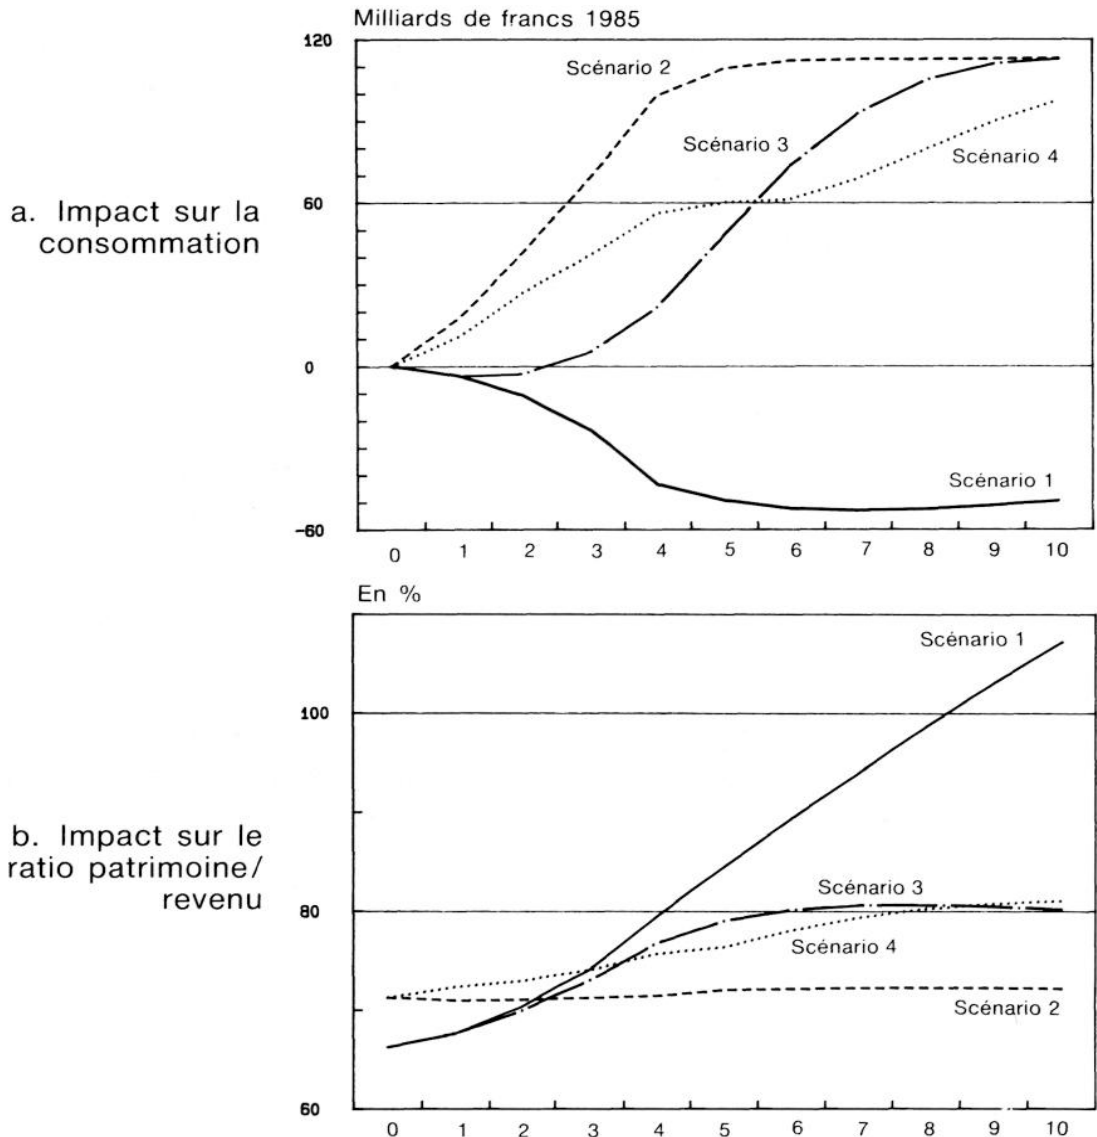 Milliards de francs 1985
120
Scénario 2
Scénario 3
Scénario 4
a. Impact sur la
consommation
60
0
Scénario 1
-60
0 1 2 3 4 5 6 7 8 9 10
En %
Scénario 1
100
b. Impact sur le
ratio patrimoine/
revenu
Scénario 3
80
Scénario 4
Scénario 2
60
0 1 2 3 4 5 6 7 8 9 10